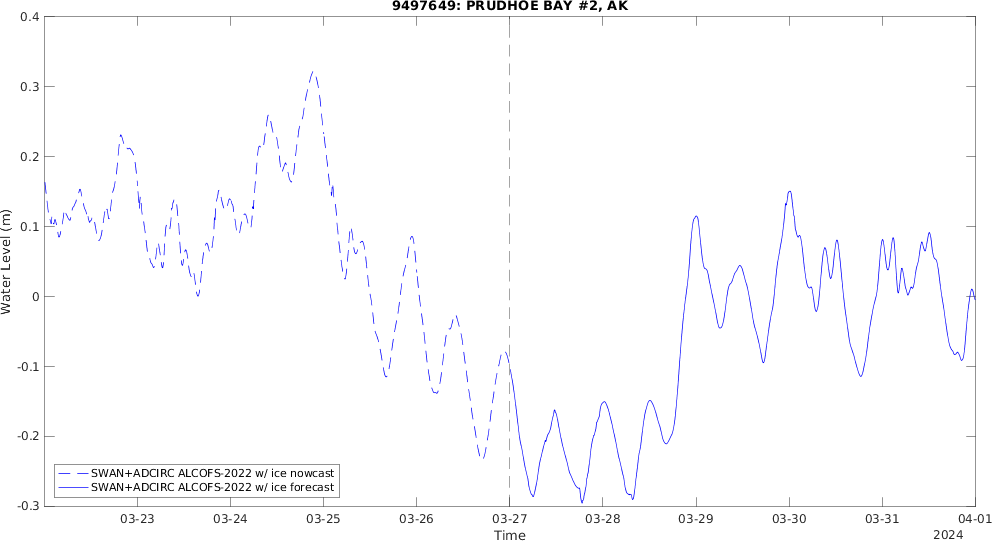 9497649: PRUDHOE BAY #2, AK
0.4
0.3
0.2
0.1
0
-0.1
-0.2
-0.3
Water Level (m)
SWAN+ADCIRC ALCOFS-2022 w/ ice nowcast
SWAN+ADCIRC ALCOFS-2022 w/ ice forecast
03-23 03-24 03-25 03-26 03-27 03-28 03-29 03-30 03-31 04-01
Time 2024